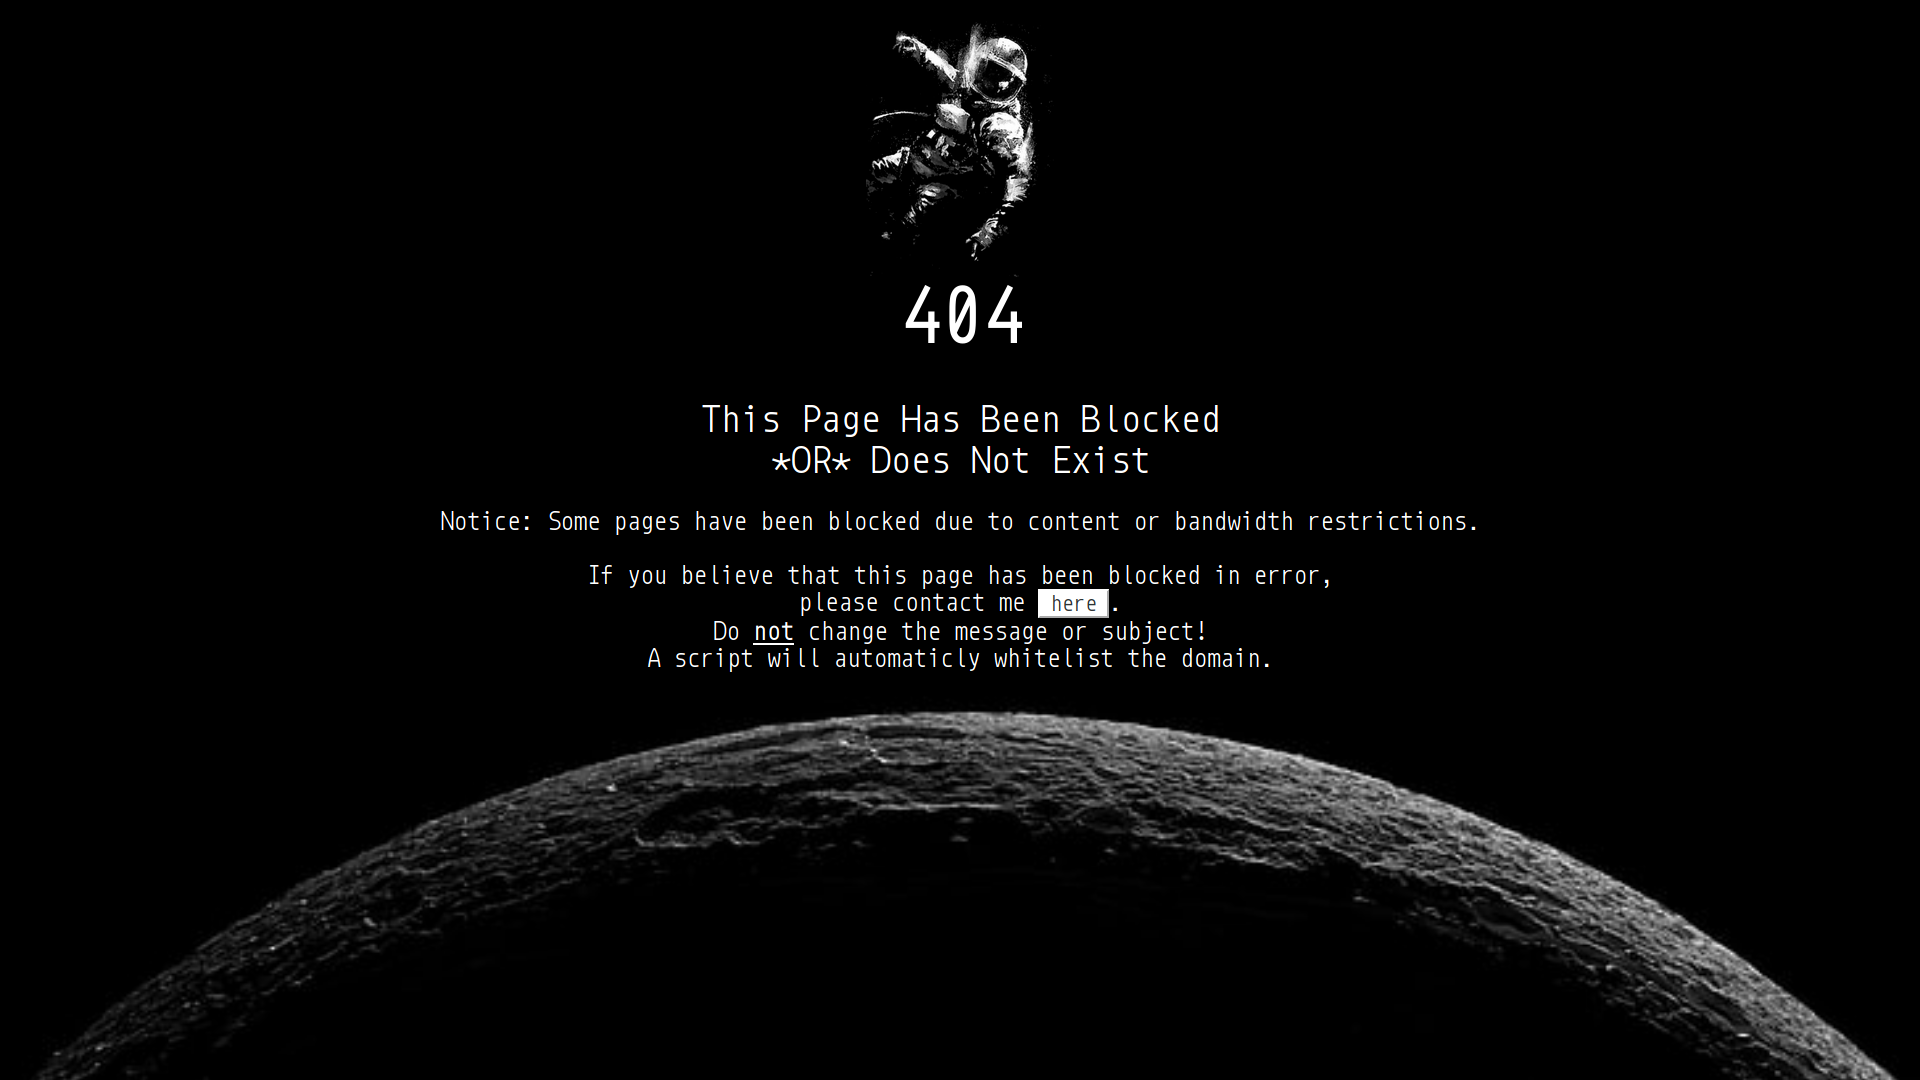 404
This Page Has Been Blocked
*OR* Does Not Exist
Notice: Some pages have been blocked due to content or bandwidth restrictions.
If you believe that this page has been blocked in error,
please contact me here.
Do not change the message or subject!
A script will automaticly whitelist the domain.